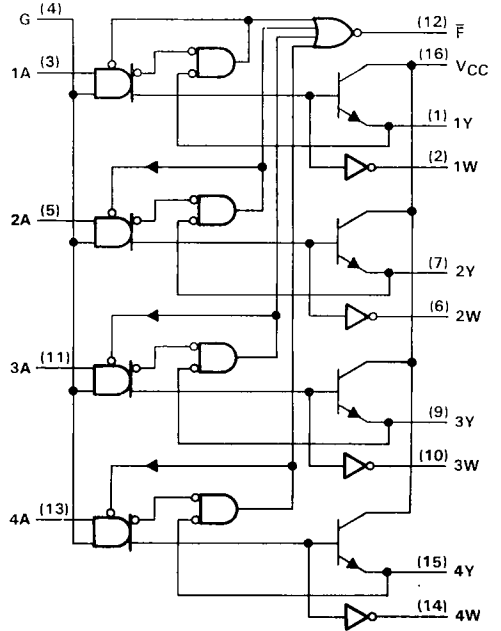 G (4)
(12) F̅
1A (3)
(16) VCC
(1) 1Y
(2) 1W
2A (5)
(7) 2Y
(6) 2W
3A (11)
(9) 3Y
(10) 3W
4A (13)
(15) 4Y
(14) 4W